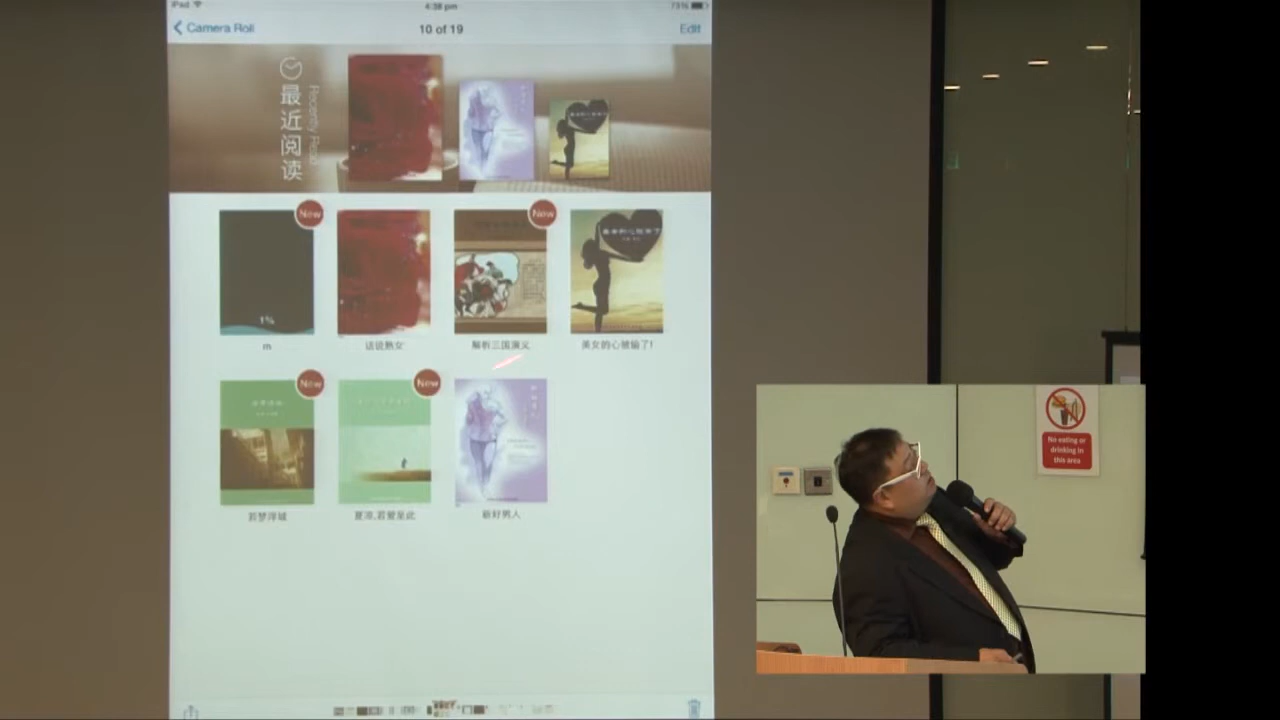 iPad
4:38 pm
75%
Camera Roll
10 of 19
Edit
最近阅读
Recently Read
New
New
1%
m
话说熟女
解析三国演义
美女的心被偷了!
New
New
若梦浮城
夏凉,若爱至此
新好男人
No eating or
drinking in
this area